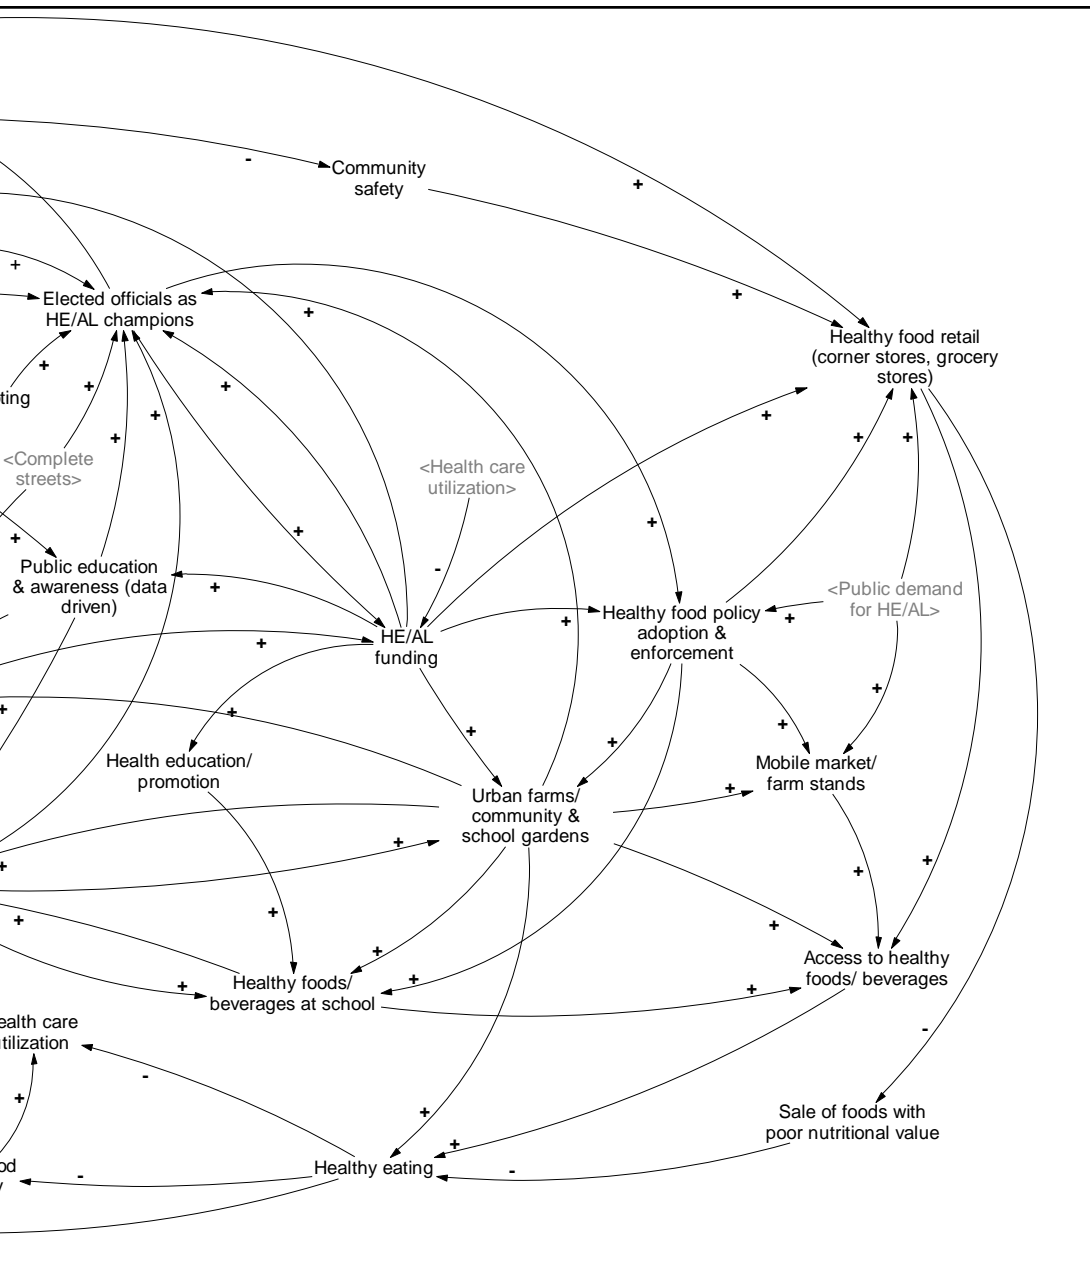 -
Community
safety
+
+
+
Elected officials as
HE/AL champions
+
+
Healthy food retail
(corner stores, grocery
stores)
+
+
+
ting
+
+
+
+
+
<Complete
streets>
<Health care
utilization>
+
+
+
-
Public education
& awareness (data
driven)
+
<Public demand
for HE/AL>
Healthy food policy
adoption &
enforcement
+
+
HE/AL
funding
+
+
+
+
+
+
+
Health education/
promotion
Mobile market/
farm stands
Urban farms/
community &
school gardens
+
+
+
+
+
+
+
+
+
Access to healthy
foods/ beverages
Healthy foods/
beverages at school
+
+
+
ealth care
tilization
-
-
+
+
Sale of foods with
poor nutritional value
+
od
Healthy eating
-
-